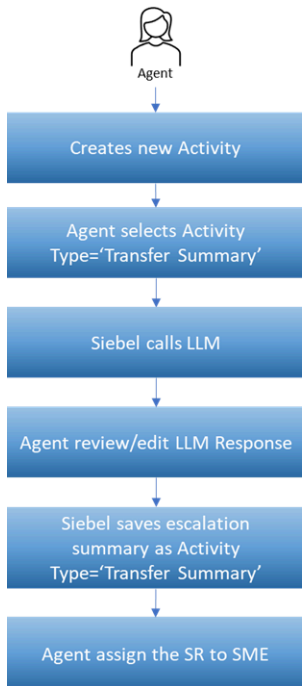 Agent
Creates new Activity
Agent selects Activity
Type=‘Transfer Summary’
Siebel calls LLM
Agent review/edit LLM Response
Siebel saves escalation
summary as Activity
Type=‘Transfer Summary’
Agent assign the SR to SME